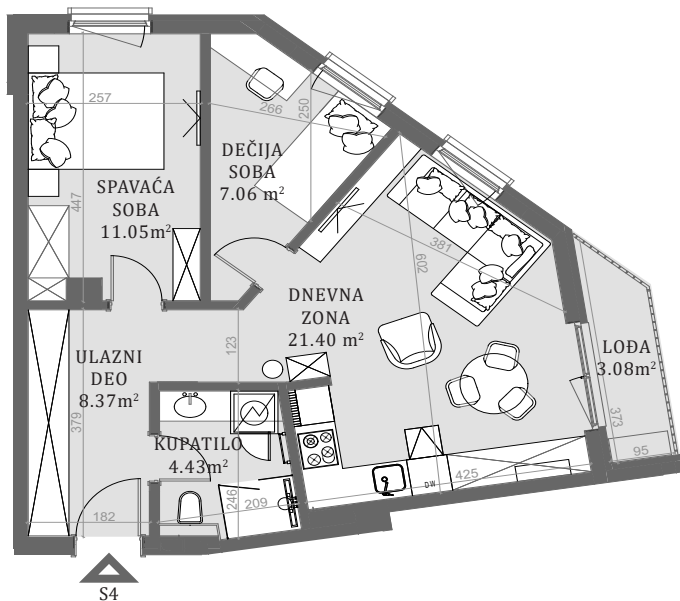 257
266
250
DEČIJA
SOBA
7.06 m²
SPAVAĆA
SOBA
11.05m²
447
381
602
DNEVNA
ZONA
21.40 m²
123
LOĐA
3.08m²
ULAZNI
DEO
8.37m²
379
373
KUPATILO
4.43m²
95
425
DW
246
209
182
S4